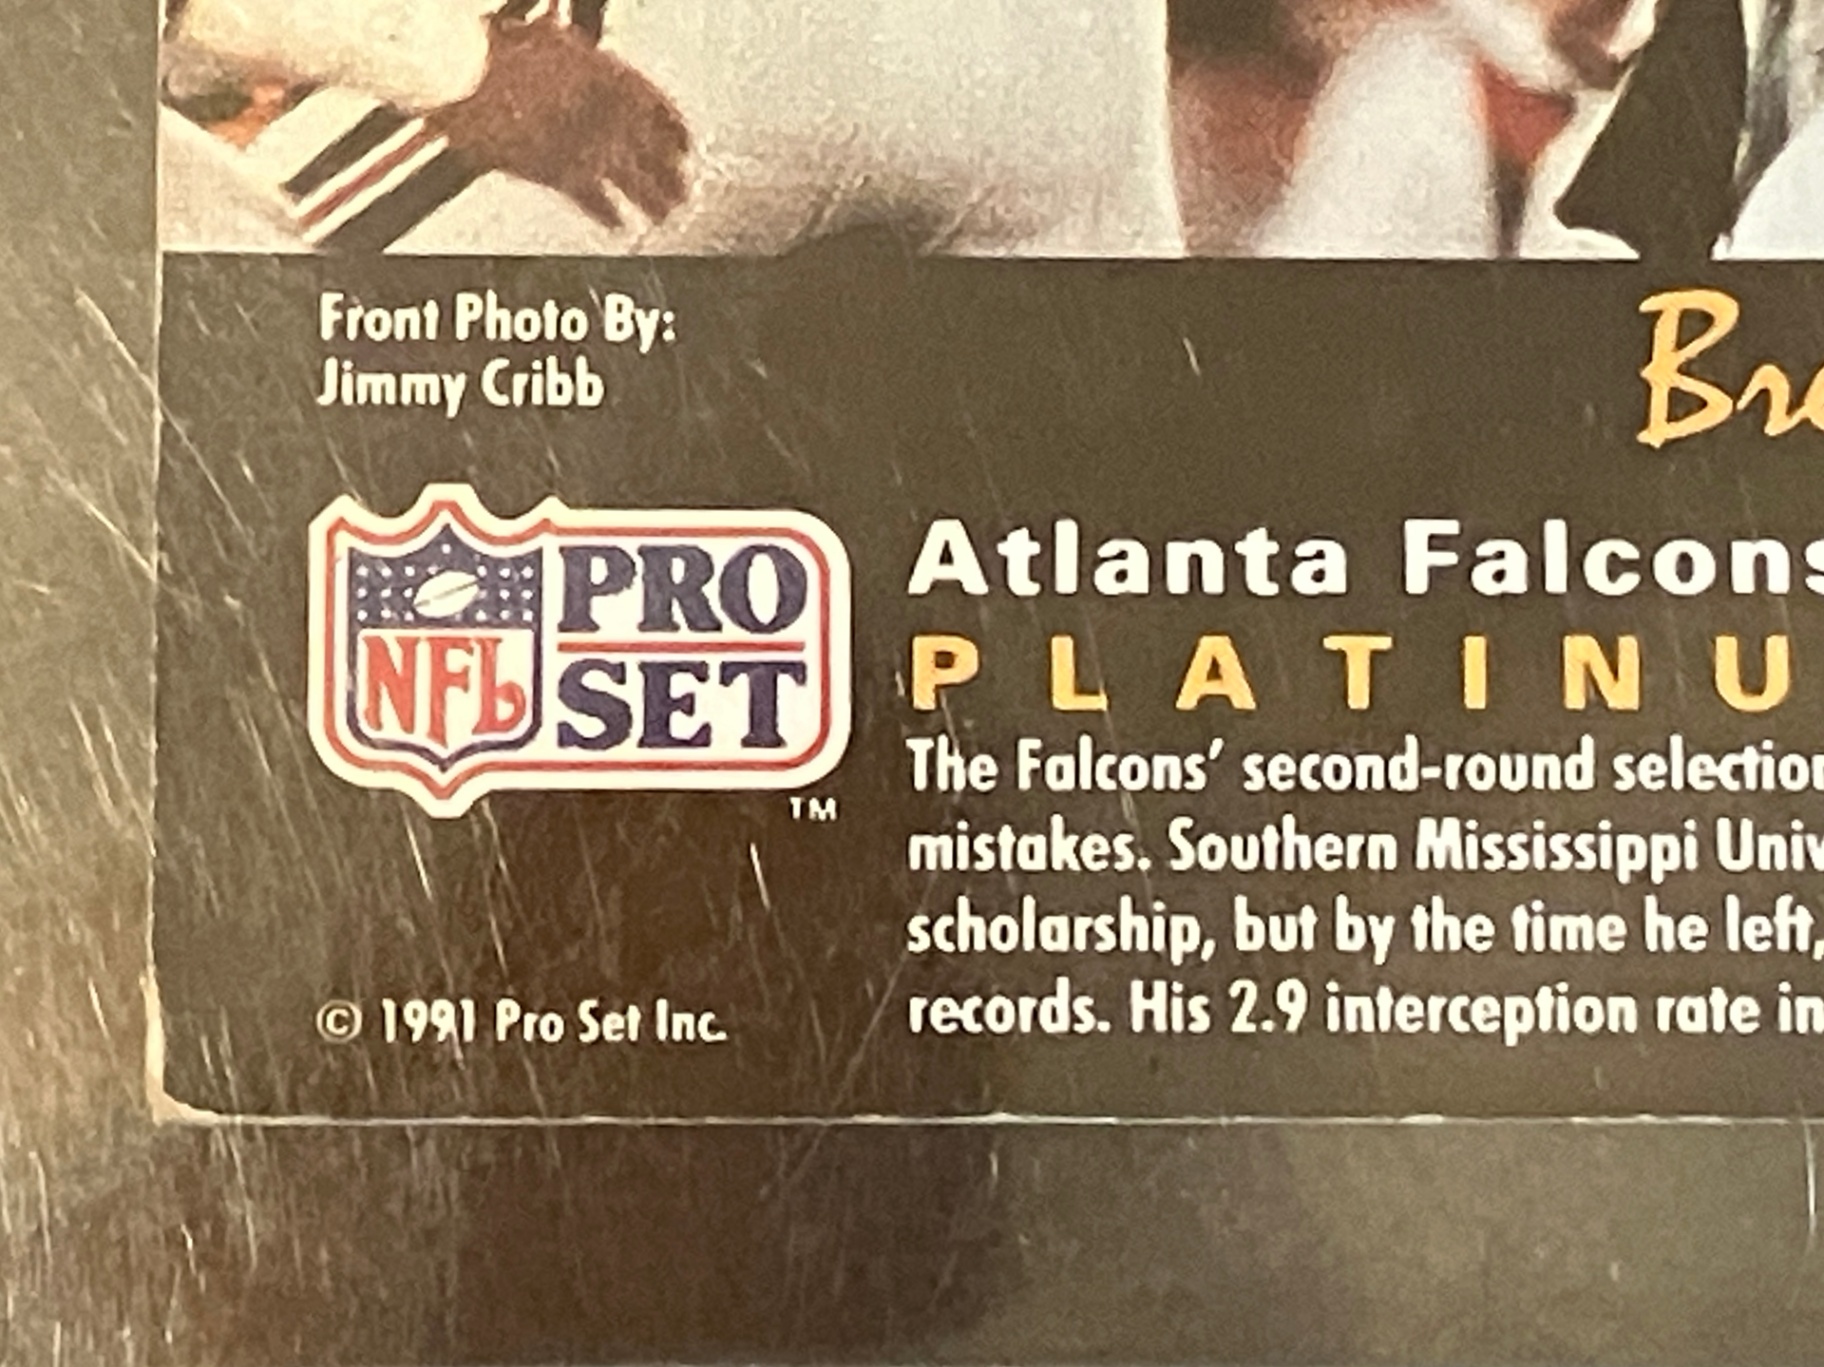 Front Photo By:
Jimmy Cribb
Bre
NFL PRO SET
TM
Atlanta Falcons
PLATINU
The Falcons’ second-round selection
mistakes. Southern Mississippi Univ
scholarship, but by the time he left,
records. His 2.9 interception rate in
© 1991 Pro Set Inc.